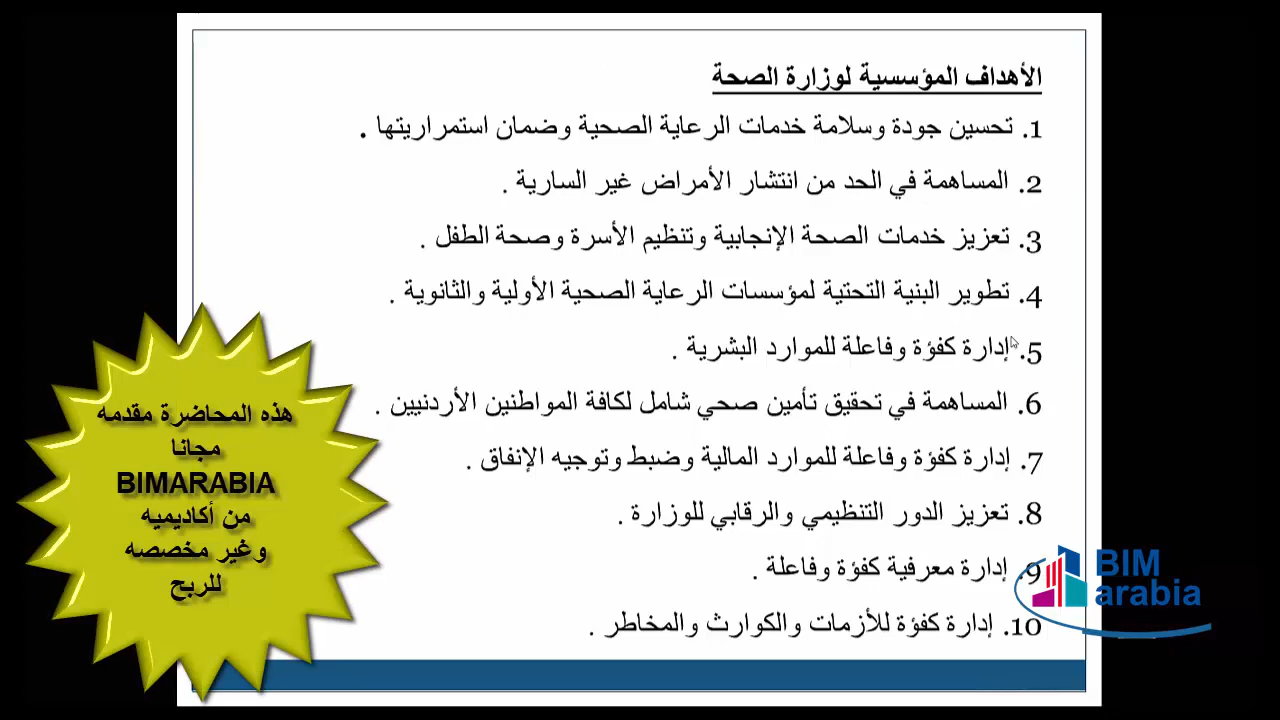 الأهداف المؤسسية لوزارة الصحة
1. تحسين جودة وسلامة خدمات الرعاية الصحية وضمان استمراريتها .
2. المساهمة في الحد من انتشار الأمراض غير السارية .
3. تعزيز خدمات الصحة الإنجابية وتنظيم الأسرة وصحة الطفل .
4. تطوير البنية التحتية لمؤسسات الرعاية الصحية الأولية والثانوية .
5. إدارة كفؤة وفاعلة للموارد البشرية .
6. المساهمة في تحقيق تأمين صحي شامل لكافة المواطنين الأردنيين .
7. إدارة كفؤة وفاعلة للموارد المالية وضبط وتوجيه الإنفاق .
8. تعزيز الدور التنظيمي والرقابي للوزارة .
9. إدارة معرفية كفؤة وفاعلة .
10. إدارة كفؤة للأزمات والكوارث والمخاطر .
هذه المحاضرة مقدمه
مجانا
BIMARABIA
من أكاديميه
وغير مخصصه
للربح
BIM
arabia